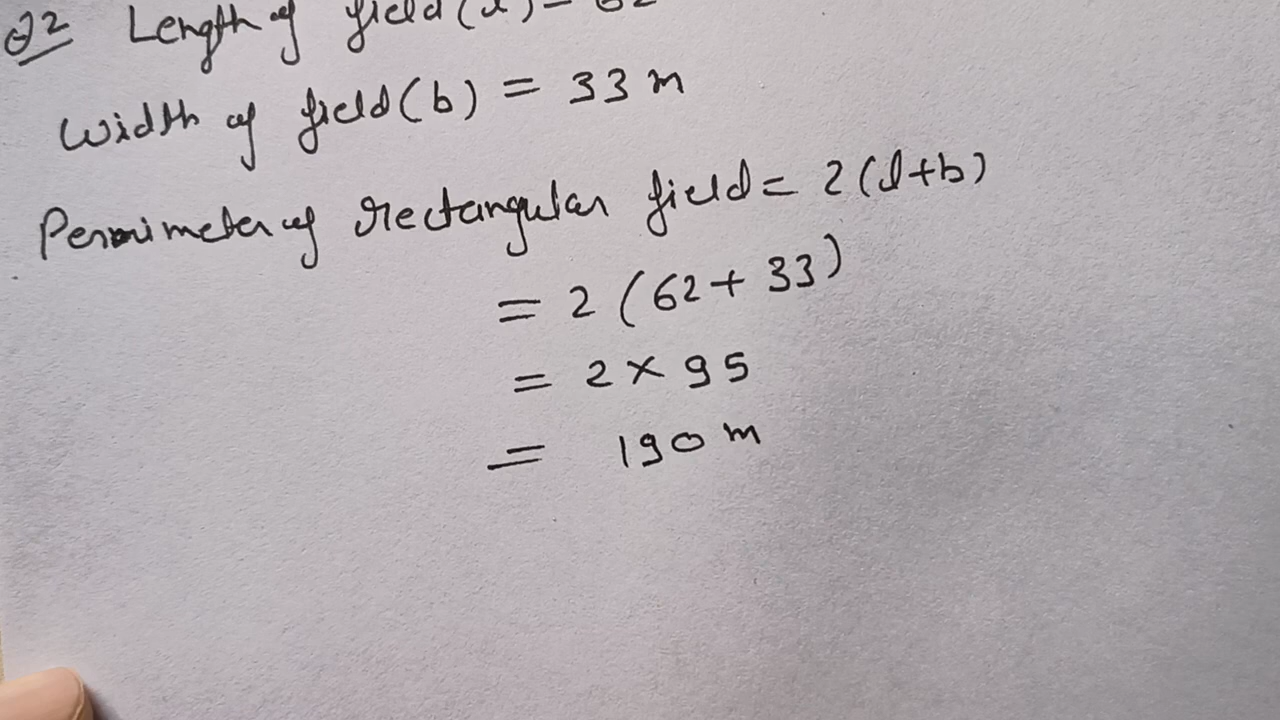 Q2 Length of field(l) = 62
Width of field(b) = 33 m
Perimeter of rectangular field = 2(l+b)
= 2 (62 + 33)
= 2 × 95
= 190 m